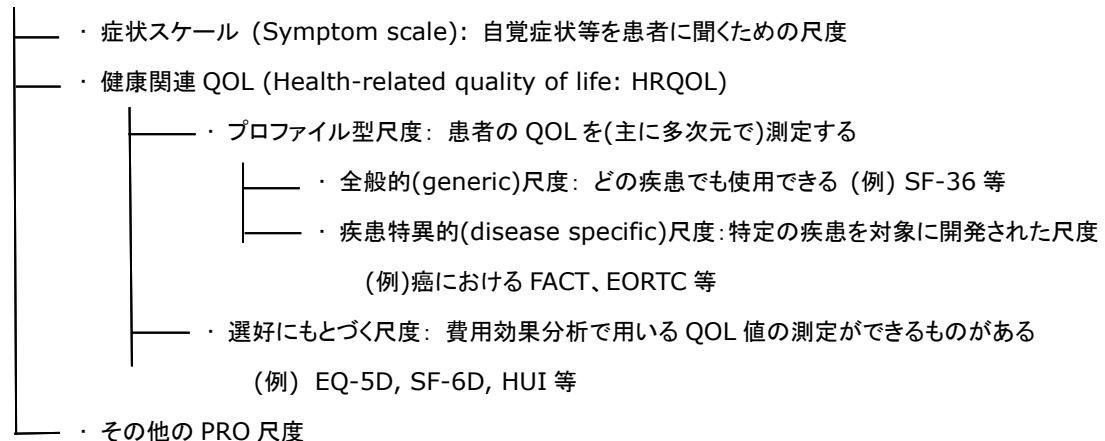 ・ 症状スケール (Symptom scale): 自覚症状等を患者に聞くための尺度
・ 健康関連 QOL (Health-related quality of life: HRQOL)
・ プロファイル型尺度: 患者の QOL を(主に多次元で)測定する
・ 全般的(generic)尺度: どの疾患でも使用できる (例) SF-36 等
・ 疾患特異的(disease specific)尺度:特定の疾患を対象に開発された尺度
(例)癌における FACT、EORTC 等
・ 選好にもとづく尺度: 費用効果分析で用いる QOL 値の測定ができるものがある
(例) EQ-5D, SF-6D, HUI 等
・ その他の PRO 尺度